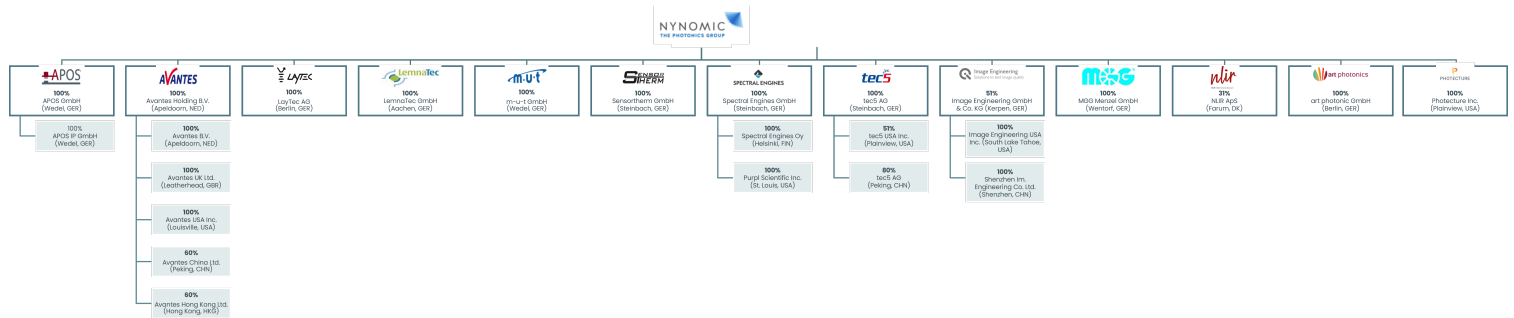 NYNOMIC
THE PHOTONICS GROUP
APOS
100%
APOS GmbH
(Wedel, GER)
100%
APOS IP GmbH
(Wedel, GER)
AVANTES
100%
Avantes Holding B.V.
(Apeldoorn, NED)
100%
Avantes B.V.
(Apeldoorn, NED)
100%
Avantes UK Ltd.
(Leatherhead, GBR)
100%
Avantes USA Inc.
(Louisville, USA)
60%
Avantes China Ltd.
(Peking, CHN)
60%
Avantes Hong Kong Ltd.
(Hong Kong, HKG)
LAYTEC
100%
LayTec AG
(Berlin, GER)
LemnaTec
100%
LemnaTec GmbH
(Aachen, GER)
m-u-t
100%
m-u-t GmbH
(Wedel, GER)
SENSORTHERM
100%
Sensortherm GmbH
(Steinbach, GER)
SPECTRAL ENGINES
100%
Spectral Engines GmbH
(Steinbach, GER)
100%
Spectral Engines Oy
(Helsinki, FIN)
100%
Purpl Scientific Inc.
(St. Louis, USA)
tec5
100%
tec5 AG
(Steinbach, GER)
51%
tec5 USA Inc.
(Plainview, USA)
80%
tec5 AG
(Peking, CHN)
Image Engineering
51%
Image Engineering GmbH
& Co. KG (Kerpen, GER)
100%
Image Engineering USA
Inc. (South Lake Tahoe,
USA)
100%
Shenzhen Im.
Engineering Co. Ltd.
(Shenzhen, CHN)
MGG
100%
MGG Menzel GmbH
(Wentorf, GER)
nlir
31%
NLIR ApS
(Farum, DK)
art photonics
100%
art photonic GmbH
(Berlin, GER)
PHOTECTURE
100%
Photecture Inc.
(Plainview, USA)